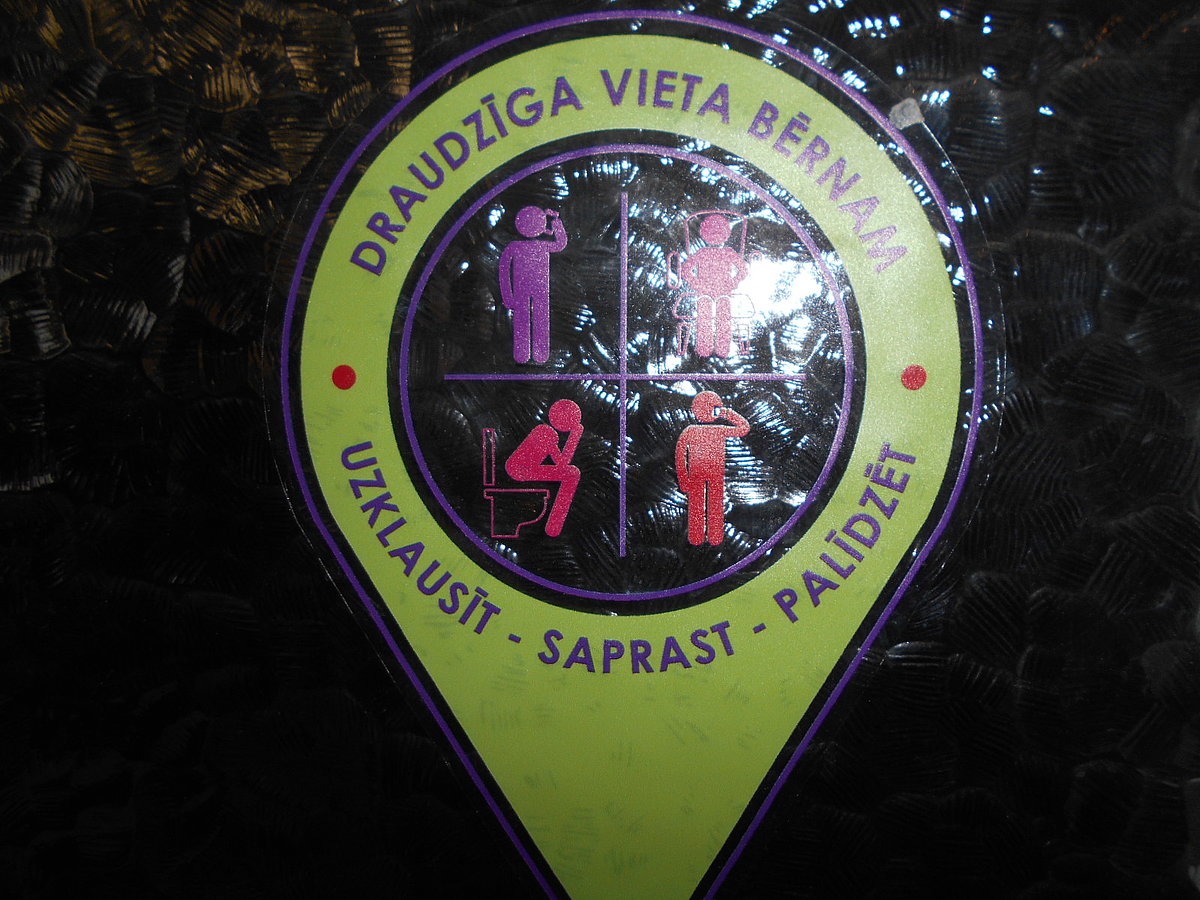 DRAUDZĪGA VIETA BĒRNAM
UZKLAUSĪT - SAPRAST - PALĪDZĒT